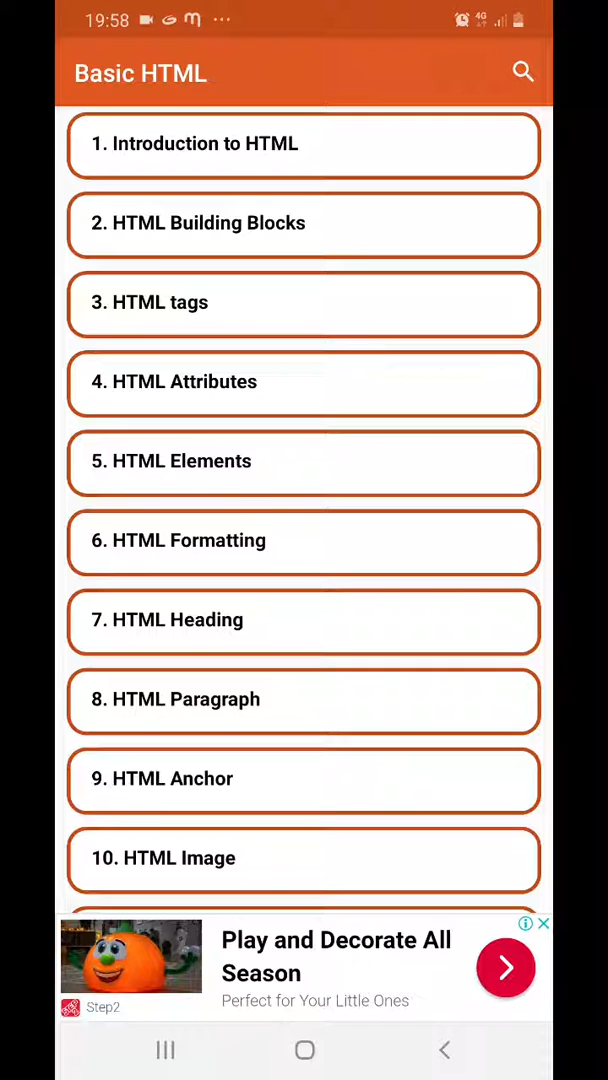 19:58
4G
Basic HTML
1. Introduction to HTML
2. HTML Building Blocks
3. HTML tags
4. HTML Attributes
5. HTML Elements
6. HTML Formatting
7. HTML Heading
8. HTML Paragraph
9. HTML Anchor
10. HTML Image
Play and Decorate All
Season
Perfect for Your Little Ones
Step2